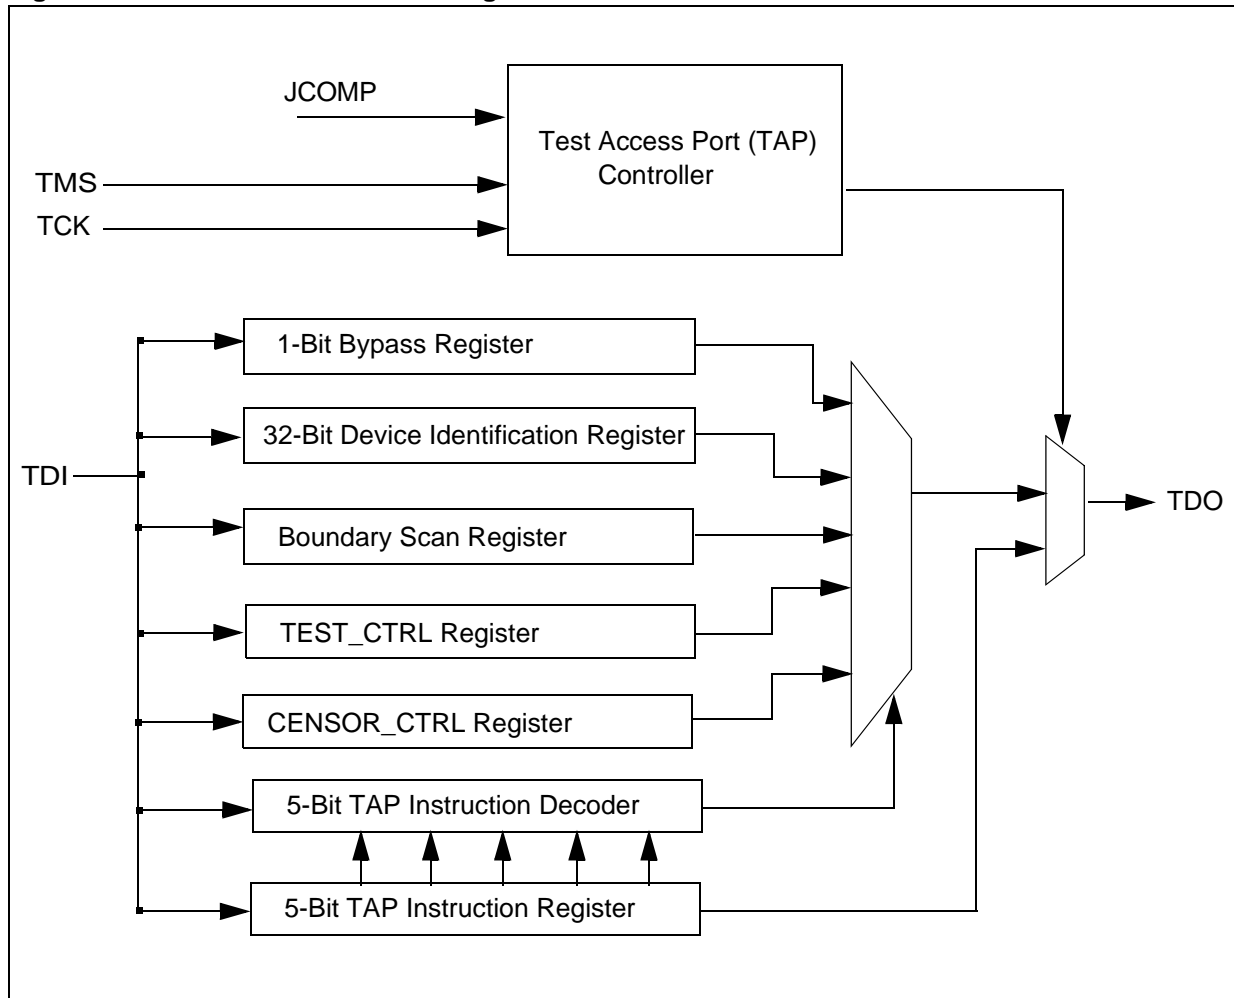 JCOMP
Test Access Port (TAP)
Controller
TMS
TCK
1-Bit Bypass Register
32-Bit Device Identification Register
TDI
TDO
Boundary Scan Register
TEST_CTRL Register
CENSOR_CTRL Register
5-Bit TAP Instruction Decoder
5-Bit TAP Instruction Register